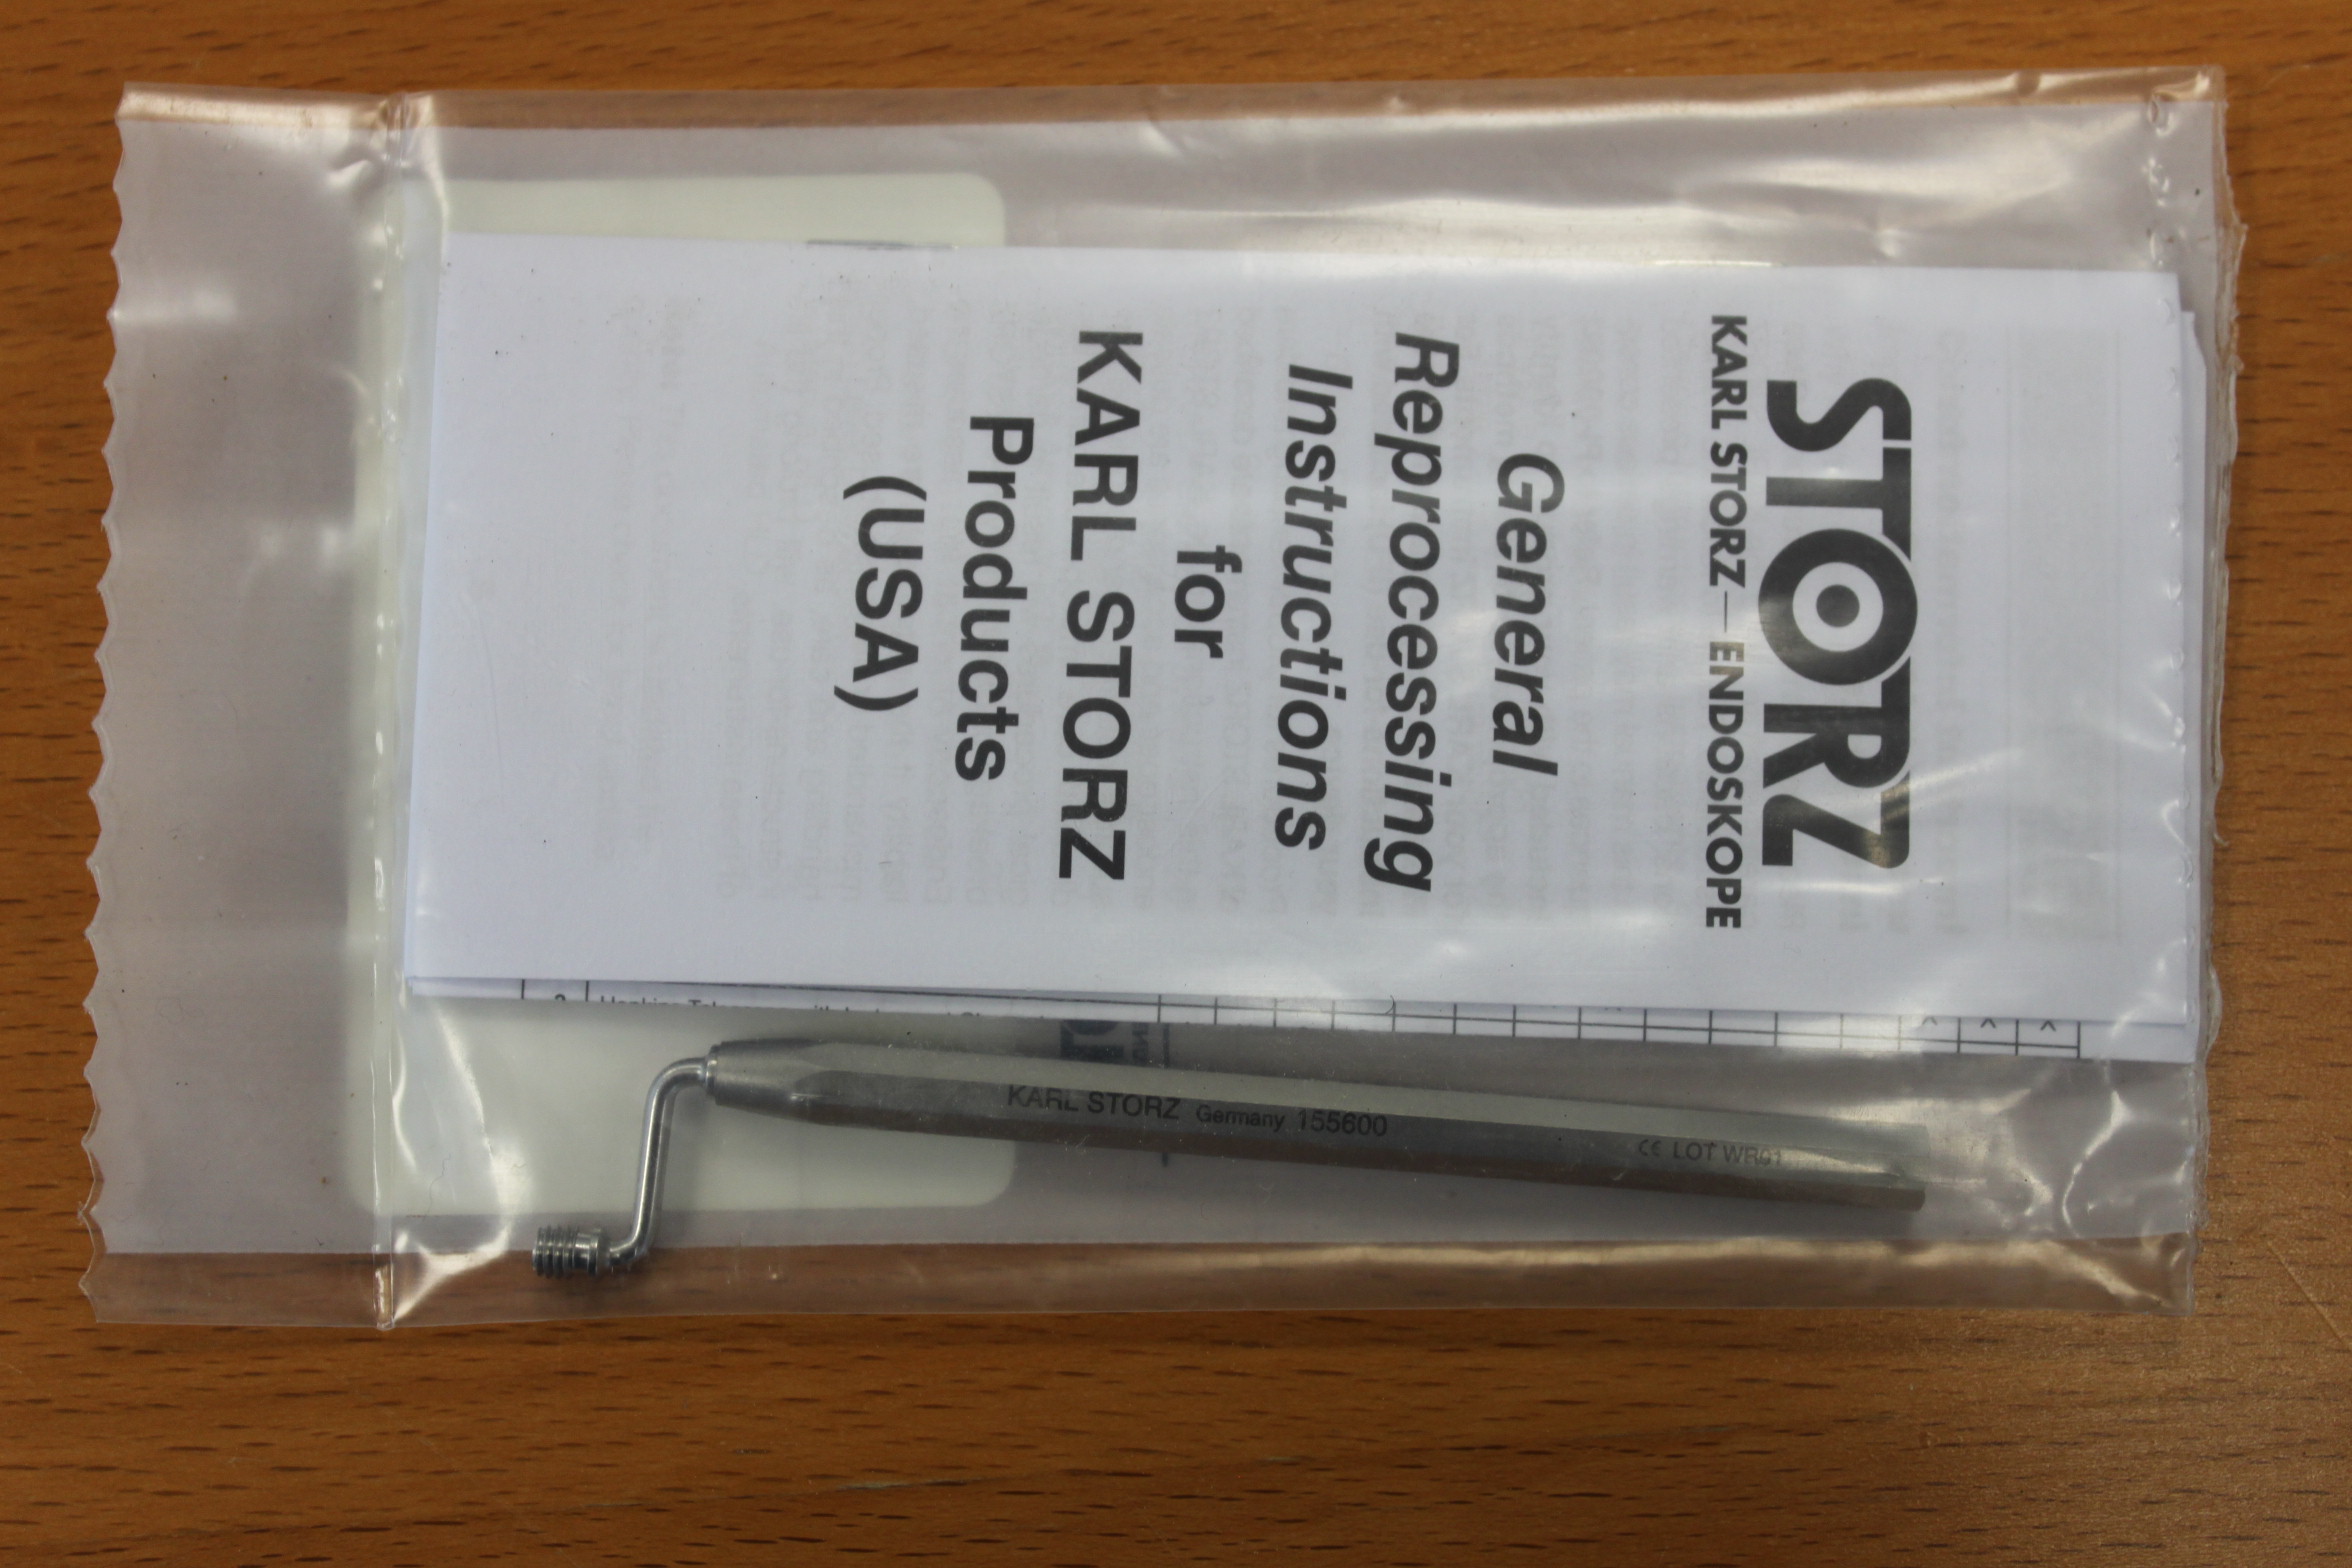 STORZ
KARL STORZ — ENDOSKOPE
General
Reprocessing
Instructions
for
KARL STORZ
Products
(USA)
KARL STORZ Germany 155600
CE LOT